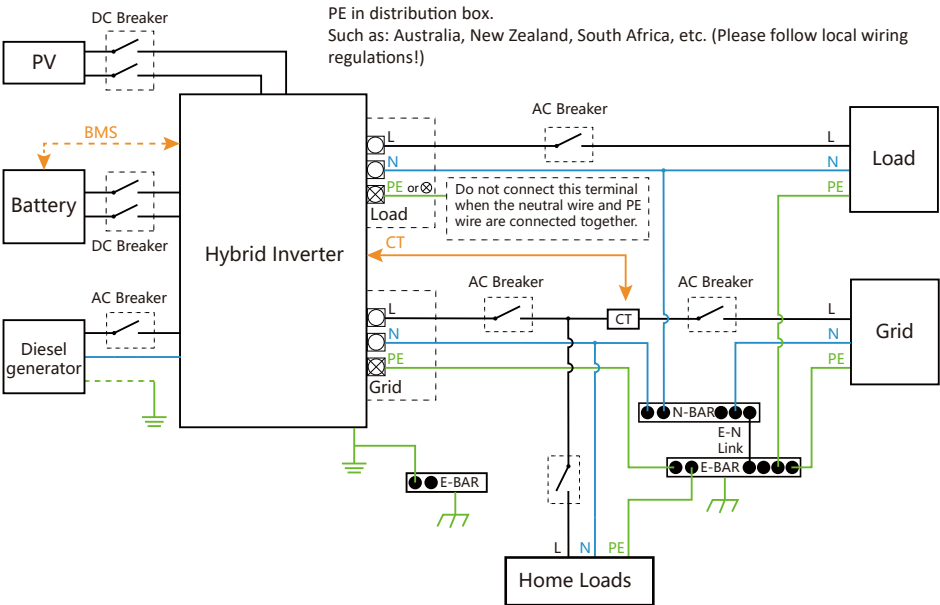 PE in distribution box.
Such as: Australia, New Zealand, South Africa, etc. (Please follow local wiring
regulations!)
DC Breaker
PV
BMS
Battery
DC Breaker
AC Breaker
Diesel
generator
Hybrid Inverter
L
N
PE or
Load
Do not connect this terminal
when the neutral wire and PE
wire are connected together.
CT
AC Breaker
L
N
PE
Load
L
N
PE
Grid
AC Breaker
CT
AC Breaker
L
N
PE
Grid
N-BAR
E-N
Link
E-BAR
E-BAR
L
N
PE
Home Loads